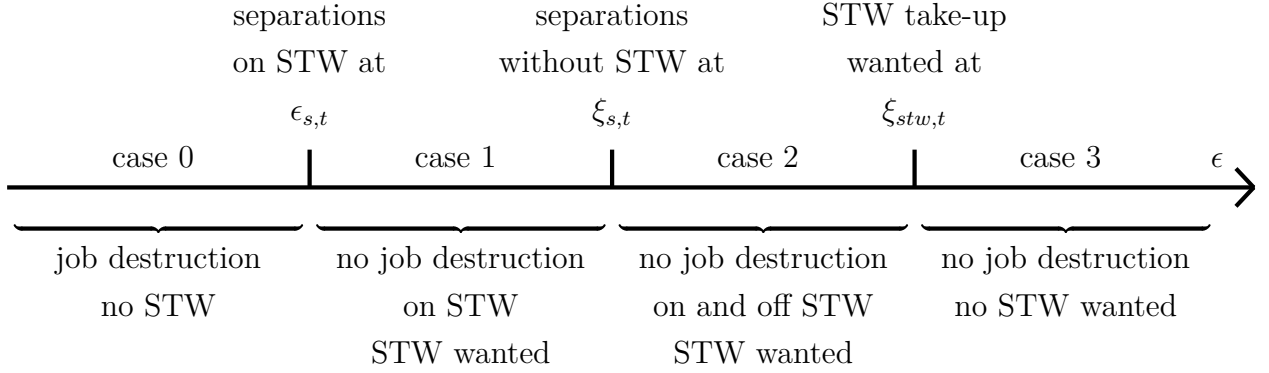 separations
on STW at
ϵ_{s,t}
separations
without STW at
ξ_{s,t}
STW take-up
wanted at
ξ_{stw,t}
case 0
case 1
case 2
case 3
ϵ
job destruction
no STW
no job destruction
on STW
STW wanted
no job destruction
on and off STW
STW wanted
no job destruction
no STW wanted